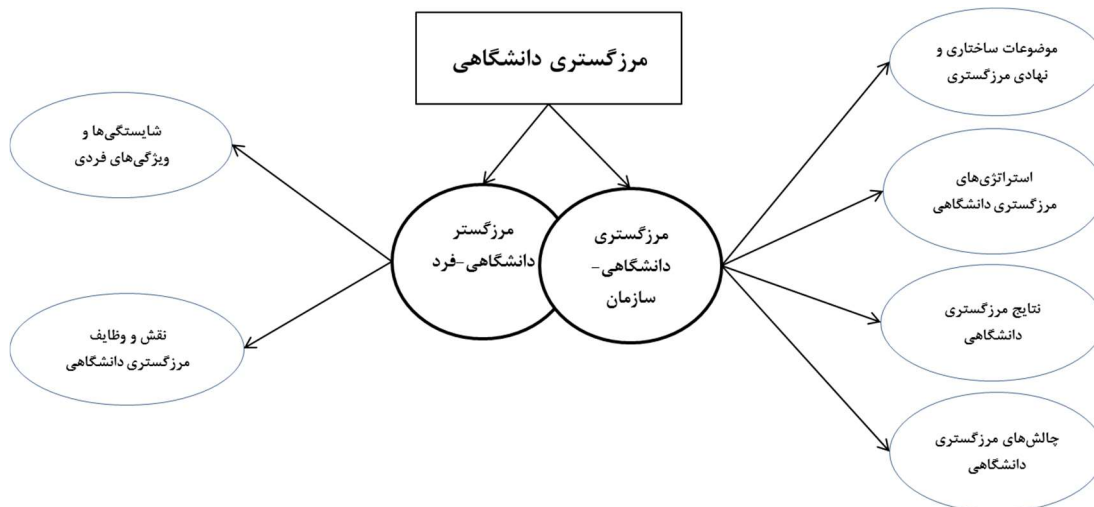 مرزگستری دانشگاهی
موضوعات ساختاری و
نهادی مرزگستری
استراتژی‌های
مرزگستری دانشگاهی
نتایج مرزگستری
دانشگاهی
چالش‌های مرزگستری
دانشگاهی
مرزگستری
دانشگاهی-
سازمان
مرزگستر
دانشگاهی-فرد
شایستگی‌ها و
ویژگی‌های فردی
نقش و وظایف
مرزگستری دانشگاهی